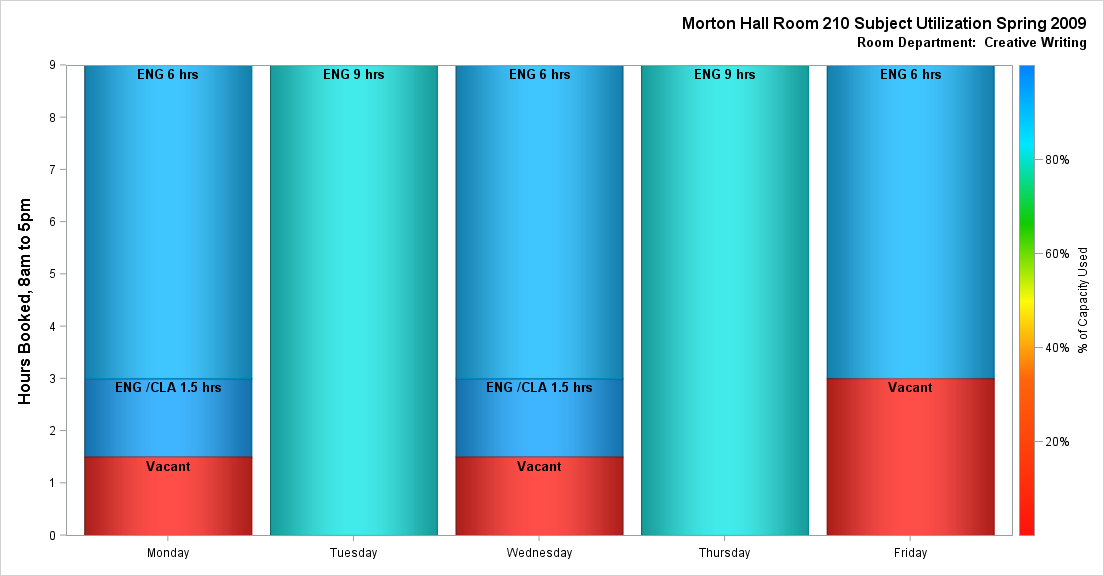 Morton Hall Room 210 Subject Utilization Spring 2009
Room Department:  Creative Writing
Hours Booked, 8am to 5pm
9
8
7
6
5
4
3
2
1
0
ENG 6 hrs
ENG /CLA 1.5 hrs
Vacant
ENG 9 hrs
ENG 6 hrs
ENG /CLA 1.5 hrs
Vacant
ENG 9 hrs
ENG 6 hrs
Vacant
Monday
Tuesday
Wednesday
Thursday
Friday
80%
60%
40%
20%
% of Capacity Used